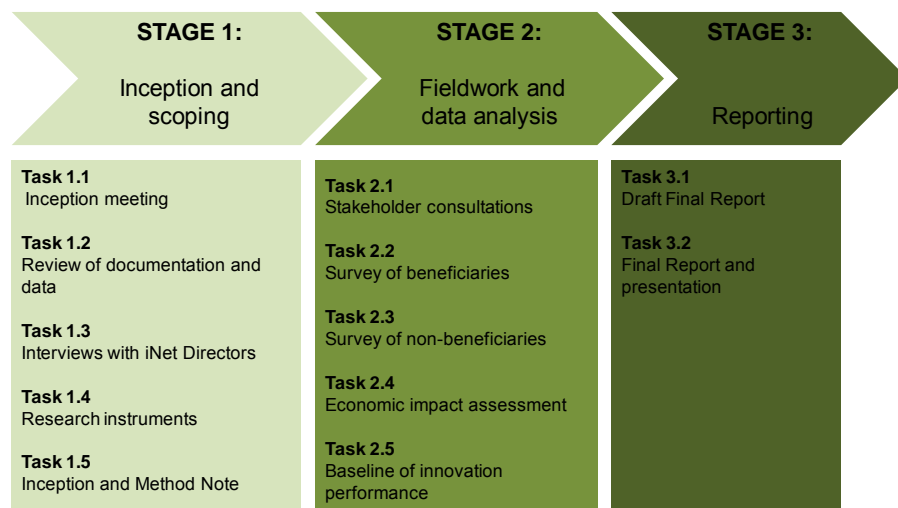 STAGE 1:
Inception and
scoping
STAGE 2:
Fieldwork and
data analysis
STAGE 3:
Reporting
Task 1.1
Inception meeting
Task 1.2
Review of documentation and
data
Task 1.3
Interviews with iNet Directors
Task 1.4
Research instruments
Task 1.5
Inception and Method Note
Task 2.1
Stakeholder consultations
Task 2.2
Survey of beneficiaries
Task 2.3
Survey of non-beneficiaries
Task 2.4
Economic impact assessment
Task 2.5
Baseline of innovation
performance
Task 3.1
Draft Final Report
Task 3.2
Final Report and
presentation